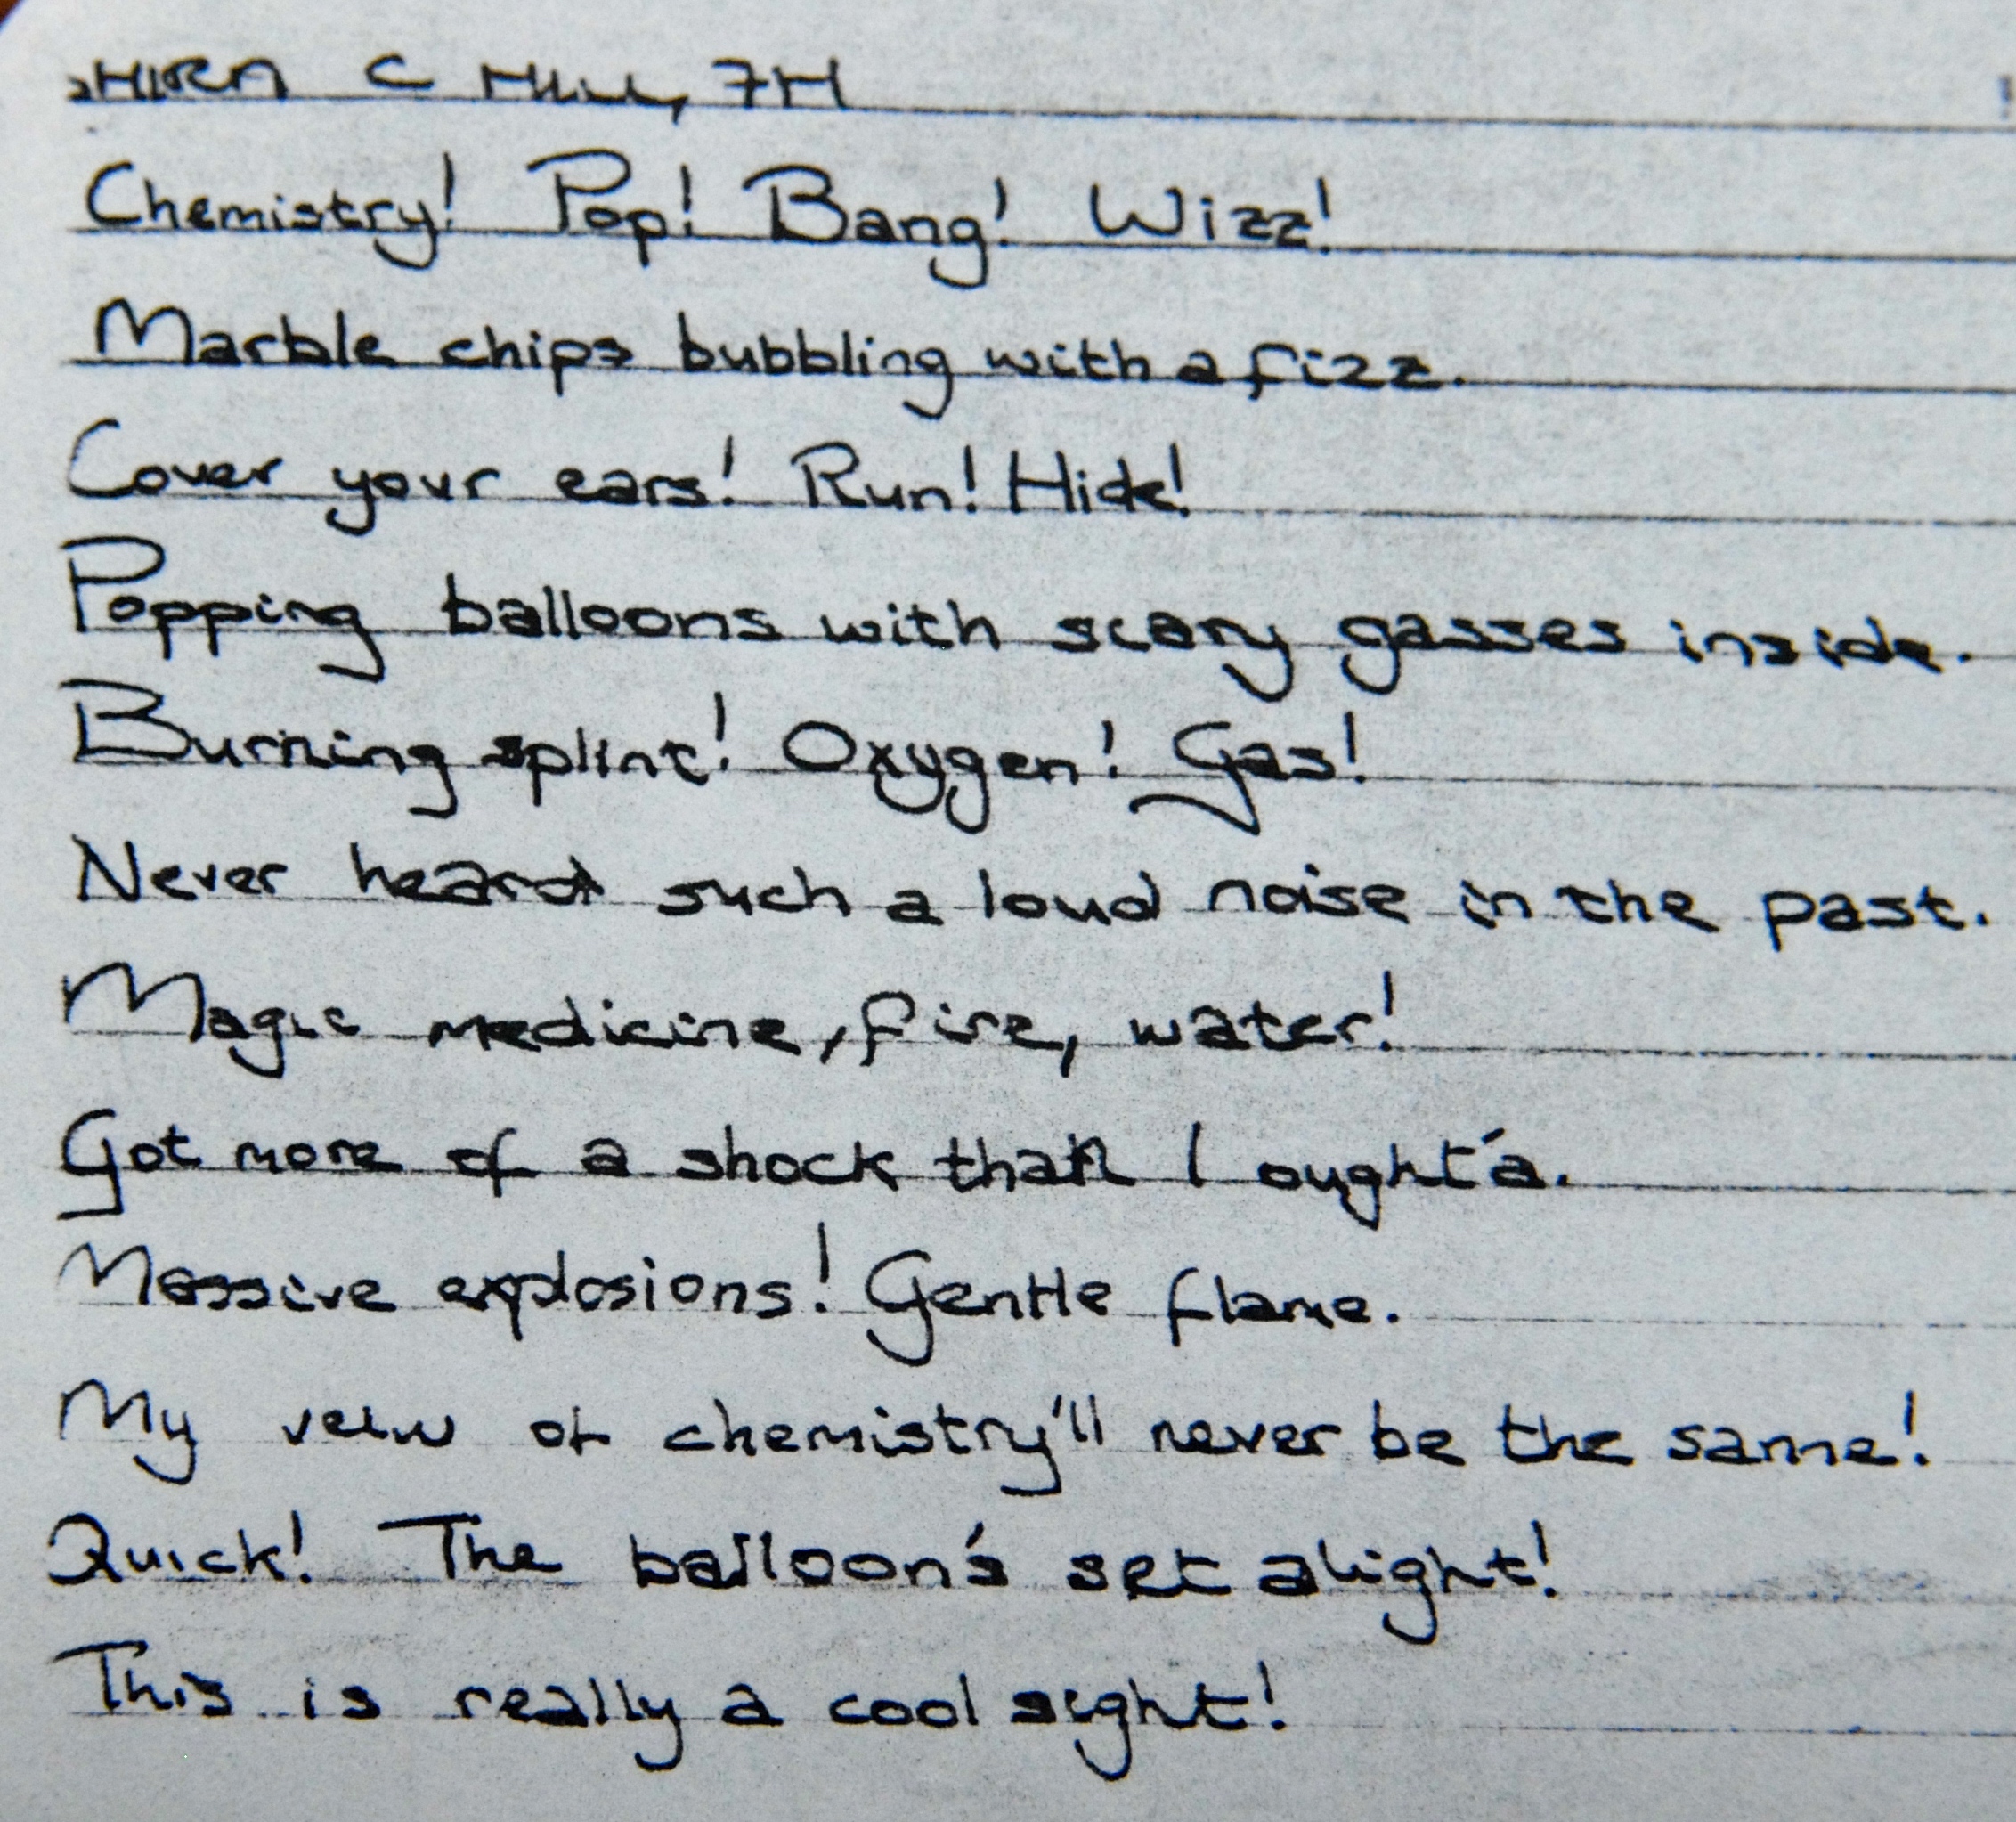 C 7H
Chemistry! Pop! Bang! Wizz!
Marble chips bubbling with a fizz.
Cover your ears! Run! Hide!
Popping balloons with scary gasses inside.
Burning splint! Oxygen! Gas!
Never heard such a loud noise in the past.
Magic medicine, fire, water!
Got more of a shock than I ought'a.
Massive explosions! Gentle flame.
My veiw of chemistry'll never be the same!
Quick! The balloon's set alight!
This is really a cool sight!